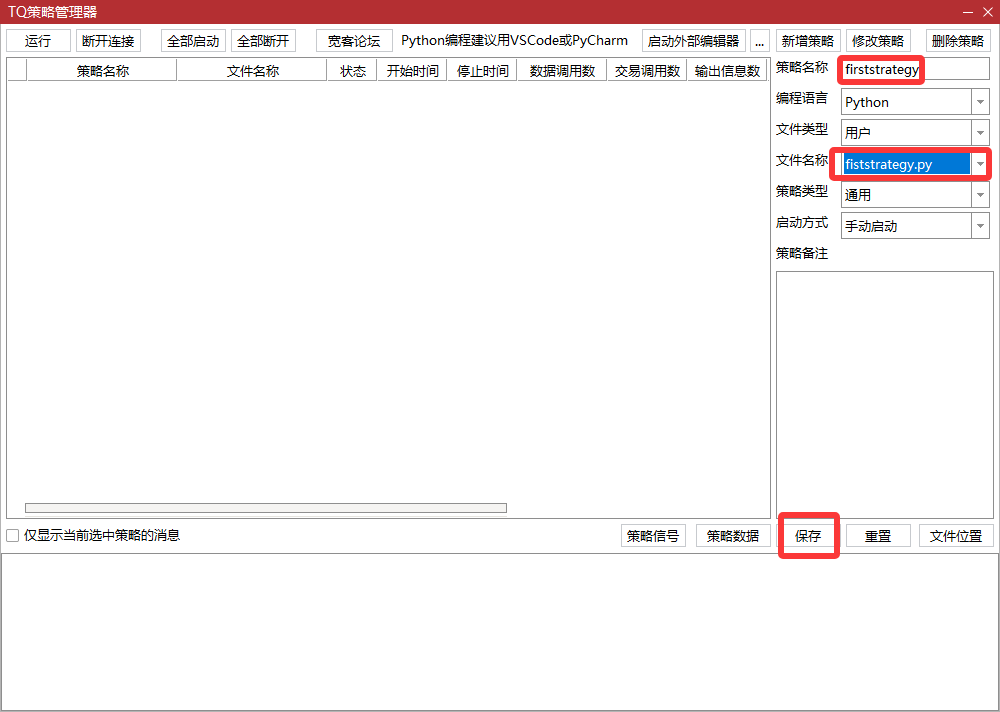 TQ策略管理器
运行 断开连接 全部启动 全部断开 宽客论坛 Python编程建议用VSCode或PyCharm 启动外部编辑器 ... 新增策略 修改策略 删除策略
策略名称 文件名称 状态 开始时间 停止时间 数据调用数 交易调用数 输出信息数
策略名称 firststrategy
编程语言 Python
文件类型 用户
文件名称 fiststrategy.py
策略类型 通用
启动方式 手动启动
策略备注
仅显示当前选中策略的消息 策略信号 策略数据 保存 重置 文件位置